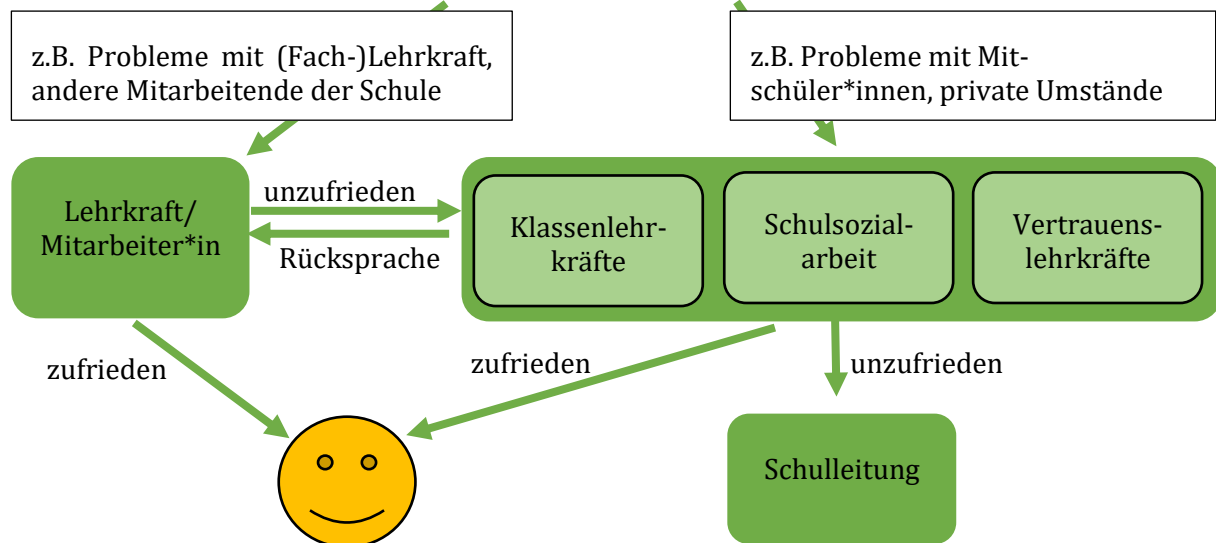 z.B. Probleme mit (Fach-)Lehrkraft,
andere Mitarbeitende der Schule
z.B. Probleme mit Mit-
schüler*innen, private Umstände
Lehrkraft/
Mitarbeiter*in
unzufrieden
Rücksprache
Klassenlehr-
kräfte
Schulsozial-
arbeit
Vertrauens-
lehrkräfte
zufrieden
zufrieden
unzufrieden
Schulleitung